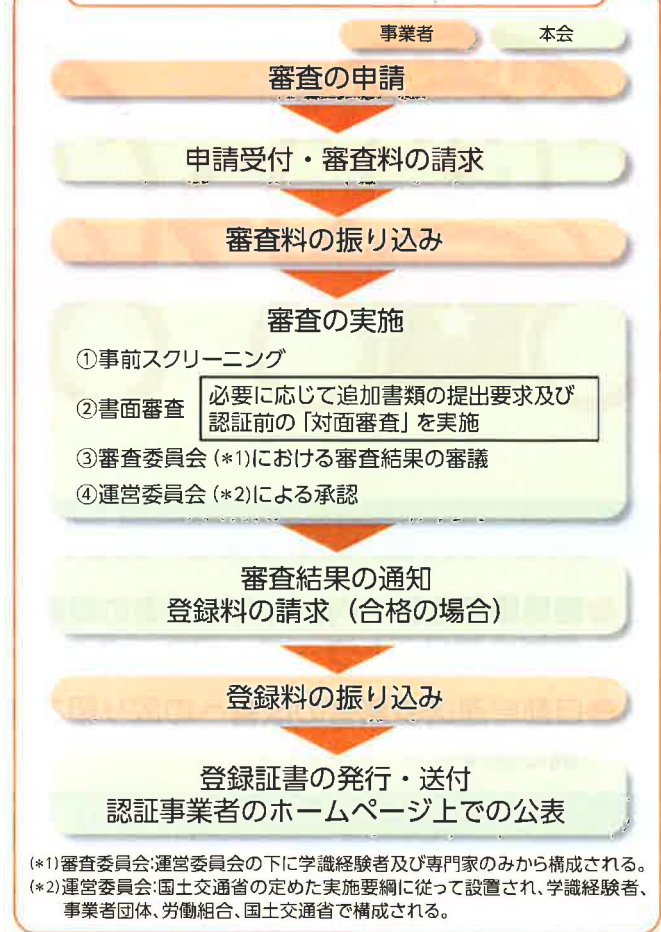 事業者 本会
審査の申請
申請受付・審査料の請求
審査料の振り込み
審査の実施
①事前スクリーニング
②書面審査 必要に応じて追加書類の提出要求及び
認証前の「対面審査」を実施
③審査委員会(*1)における審査結果の審議
④運営委員会(*2)による承認
審査結果の通知
登録料の請求（合格の場合）
登録料の振り込み
登録証書の発行・送付
認証事業者のホームページ上での公表
(*1)審査委員会:運営委員会の下に学識経験者及び専門家のみから構成される。
(*2)運営委員会:国土交通省の定めた実施要綱に従って設置され、学識経験者、
事業者団体、労働組合、国土交通省で構成される。